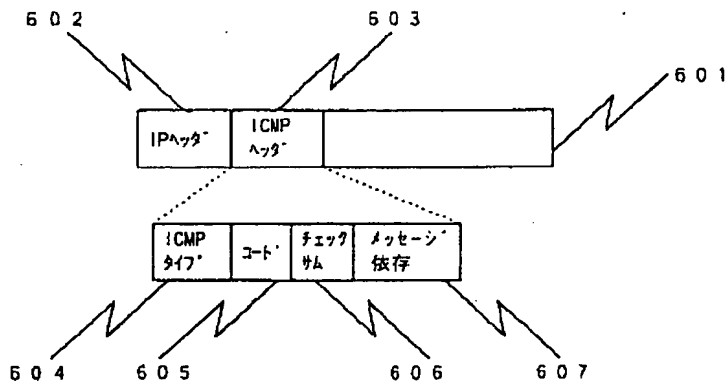 602
603
601
IPヘッダ
ICMP
ヘッダ
ICMP
タイプ
コード
チェック
サム
メッセージ
依存
604
605
606
607